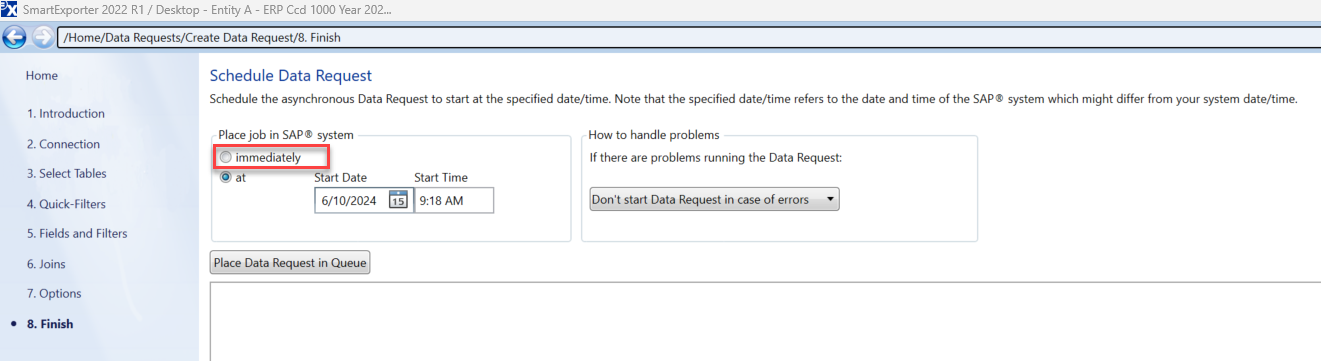 SmartExporter 2022 R1 / Desktop - Entity A - ERP Ccd 1000 Year 202...
/Home/Data Requests/Create Data Request/8. Finish
Home
1. Introduction
2. Connection
3. Select Tables
4. Quick-Filters
5. Fields and Filters
6. Joins
7. Options
8. Finish
Schedule Data Request
Schedule the asynchronous Data Request to start at the specified date/time. Note that the specified date/time refers to the date and time of the SAP® system which might differ from your system date/time.
Place job in SAP® system
immediately
at
Start Date
Start Time
6/10/2024
15
9:18 AM
How to handle problems
If there are problems running the Data Request:
Don't start Data Request in case of errors
Place Data Request in Queue